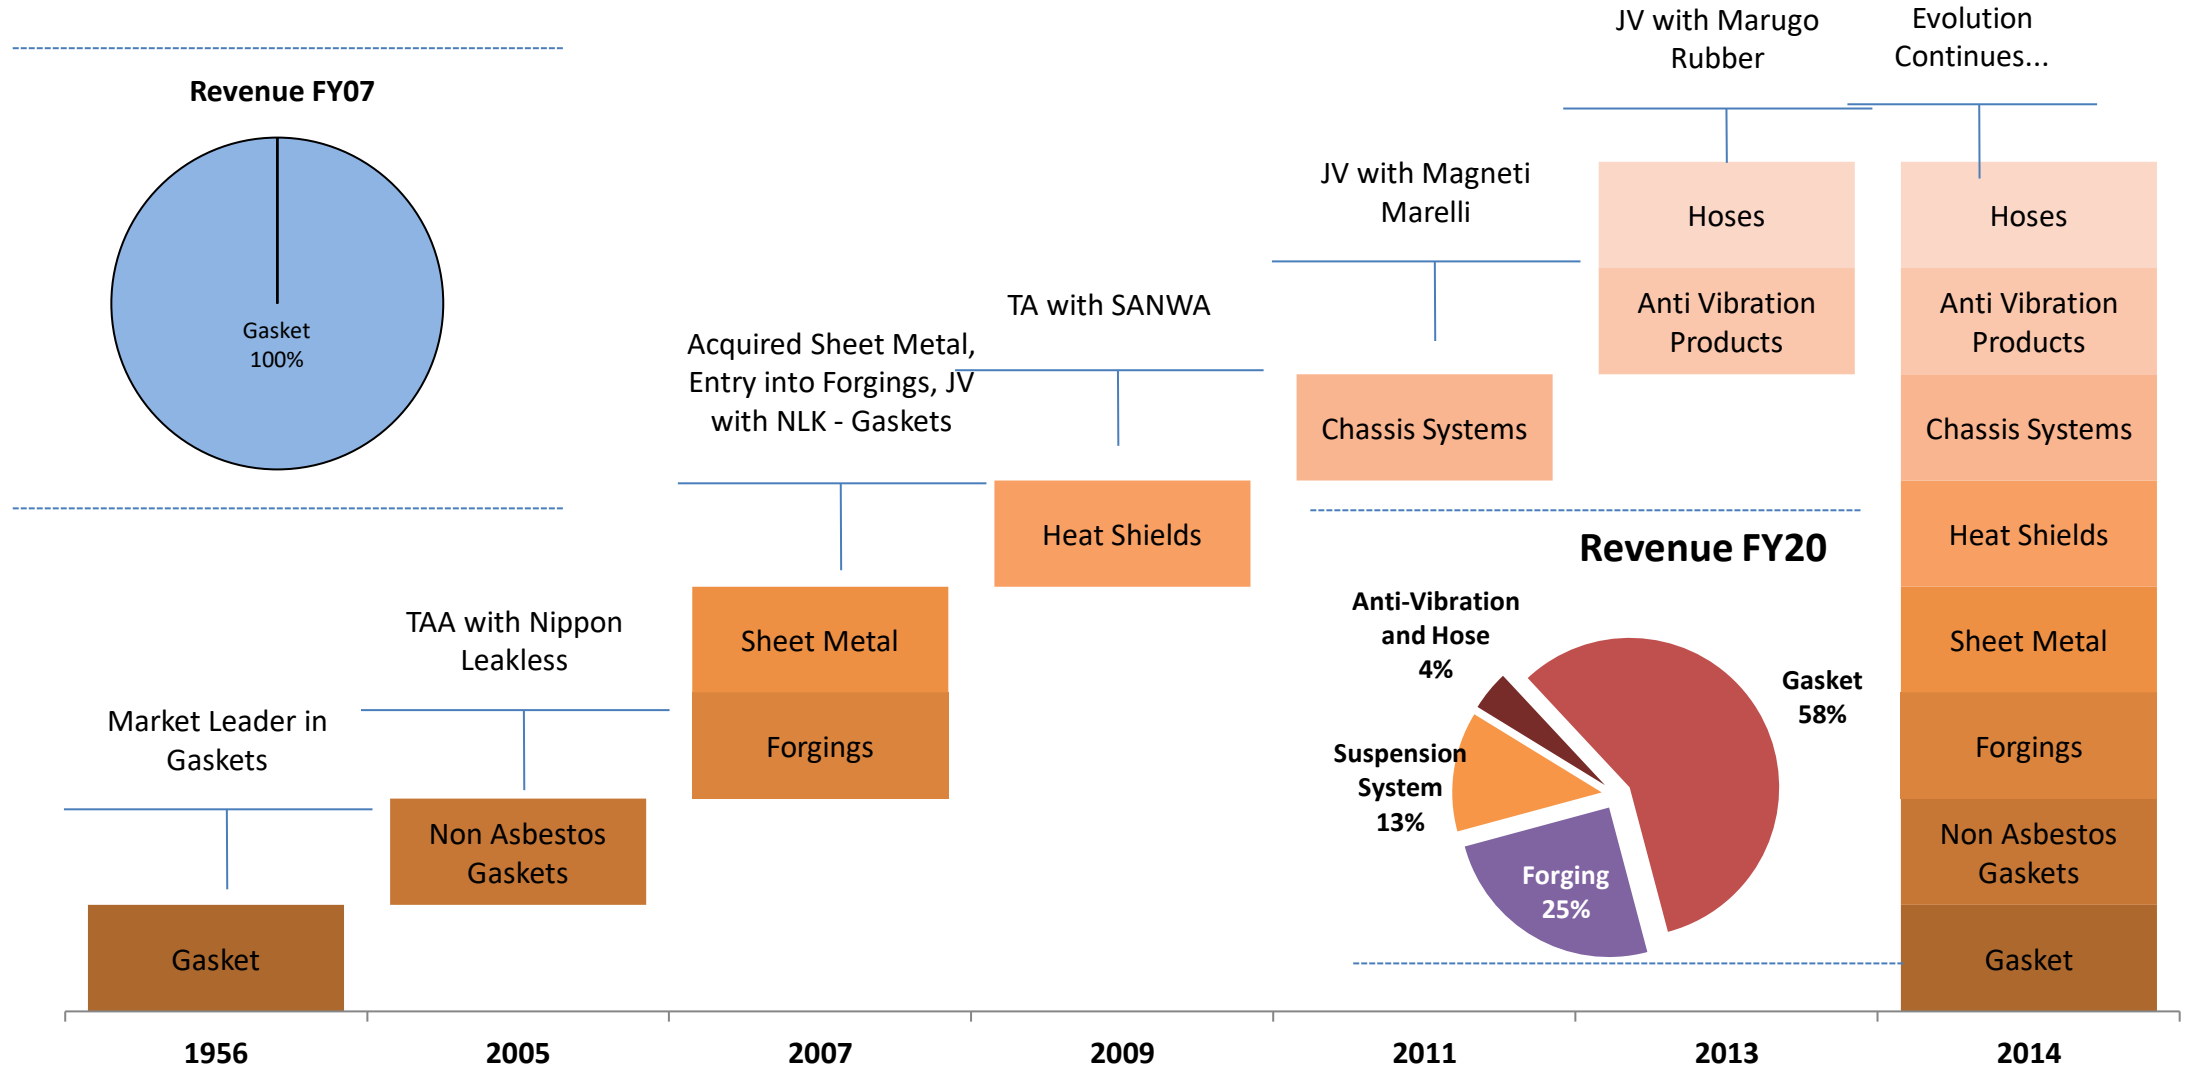 Revenue FY07
Gasket
100%
Market Leader in
Gaskets
Gasket
TAA with Nippon
Leakless
Non Asbestos
Gaskets
Acquired Sheet Metal,
Entry into Forgings, JV
with NLK - Gaskets
Sheet Metal
Forgings
TA with SANWA
Heat Shields
JV with Magneti
Marelli
Chassis Systems
JV with Marugo
Rubber
Hoses
Anti Vibration
Products
Evolution
Continues...
Hoses
Anti Vibration
Products
Chassis Systems
Heat Shields
Sheet Metal
Forgings
Non Asbestos
Gaskets
Gasket
Revenue FY20
Anti-Vibration
and Hose
4%
Gasket
58%
Suspension
System
13%
Forging
25%
1956
2005
2007
2009
2011
2013
2014